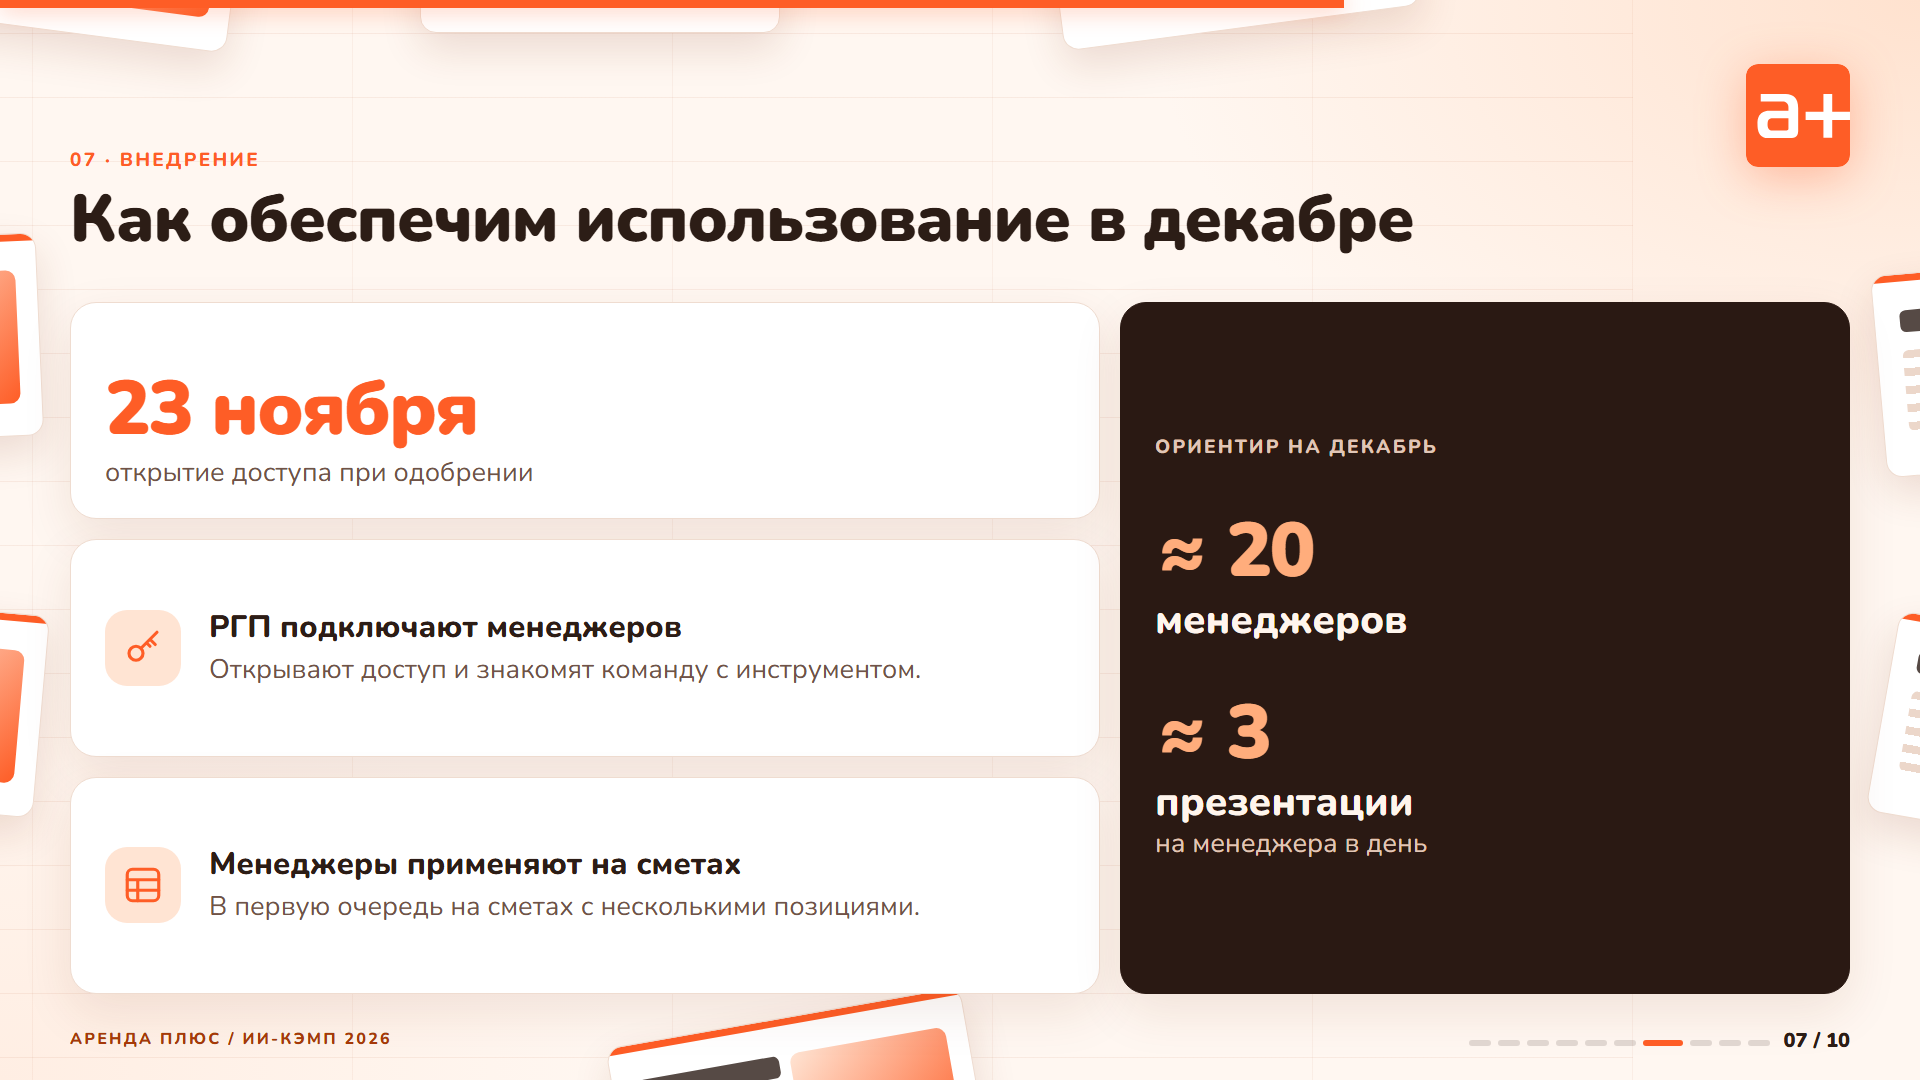 a+
07 · ВНЕДРЕНИЕ
Как обеспечим использование в декабре
23 ноября
открытие доступа при одобрении
РГП подключают менеджеров
Открывают доступ и знакомят команду с инструментом.
Менеджеры применяют на сметах
В первую очередь на сметах с несколькими позициями.
ОРИЕНТИР НА ДЕКАБРЬ
≈ 20
менеджеров
≈ 3
презентации
на менеджера в день
АРЕНДА ПЛЮС / ИИ-КЭМП 2026
07 / 10